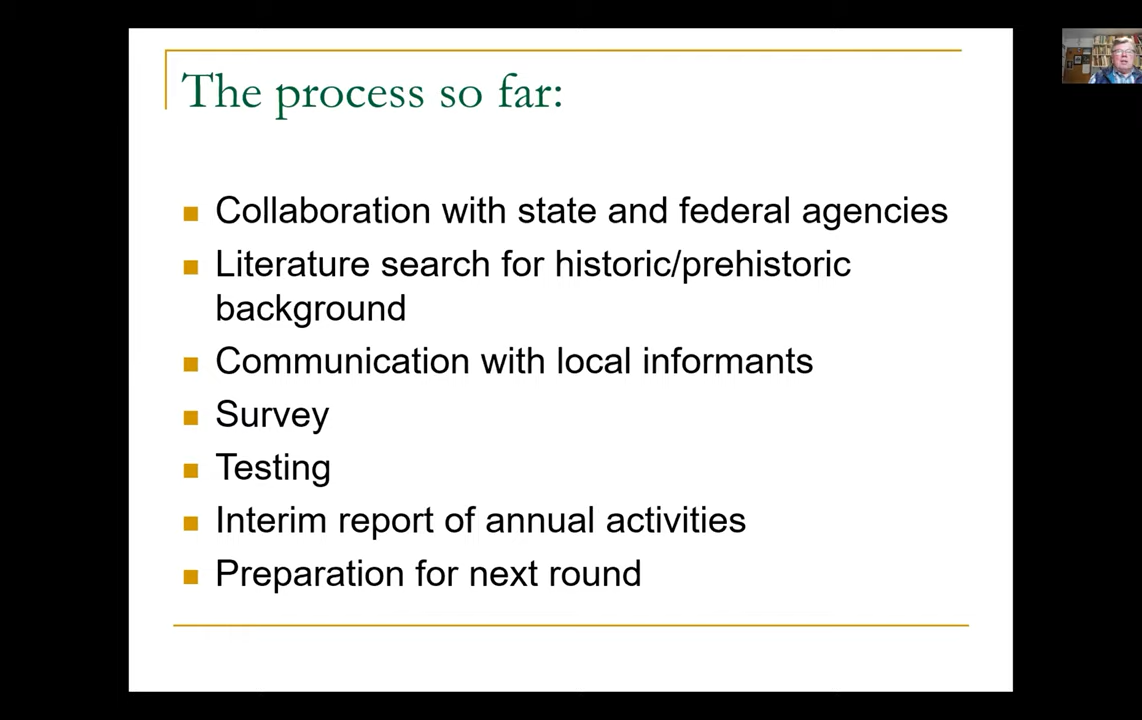 The process so far:
Collaboration with state and federal agencies
Literature search for historic/prehistoric
background
Communication with local informants
Survey
Testing
Interim report of annual activities
Preparation for next round